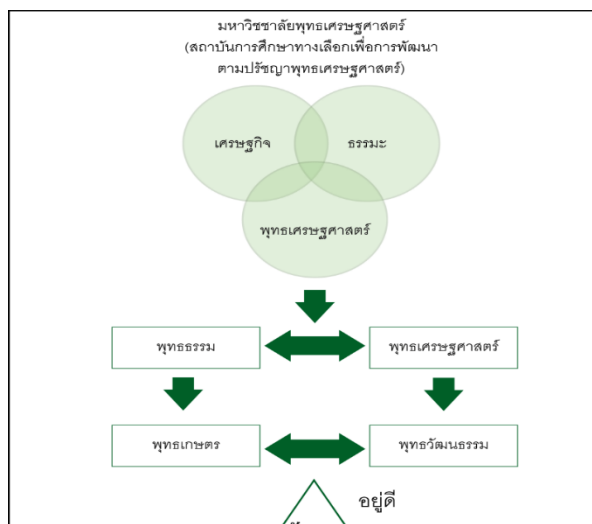 มหาวิชชาลัยพุทธเศรษฐศาสตร์
(สถาบันการศึกษาทางเลือกเพื่อการพัฒนา
ตามปรัชญาพุทธเศรษฐศาสตร์)
เศรษฐกิจ
ธรรมะ
พุทธเศรษฐศาสตร์
พุทธธรรม
พุทธเศรษฐศาสตร์
พุทธเกษตร
พุทธวัฒนธรรม
อยู่ดี